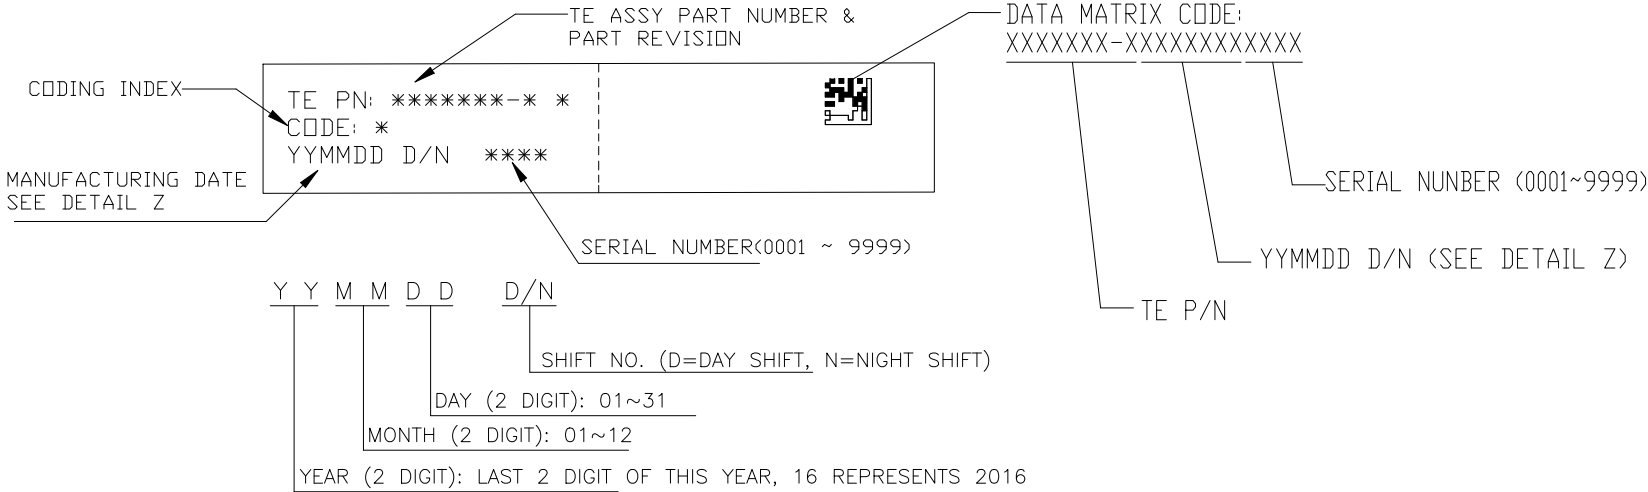 TE ASSY PART NUMBER &
PART REVISION
DATA MATRIX CODE:
XXXXXXX-XXXXXXXXXXXX
CODING INDEX
TE PN: *******-* *
CODE: *
YYMMDD D/N ****
MANUFACTURING DATE
SEE DETAIL Z
SERIAL NUNBER (0001~9999)
SERIAL NUMBER(0001 ~ 9999)
YYMMDD D/N (SEE DETAIL Z)
TE P/N
Y Y M M D D D/N
SHIFT NO. (D=DAY SHIFT, N=NIGHT SHIFT)
DAY (2 DIGIT): 01~31
MONTH (2 DIGIT): 01~12
YEAR (2 DIGIT): LAST 2 DIGIT OF THIS YEAR, 16 REPRESENTS 2016